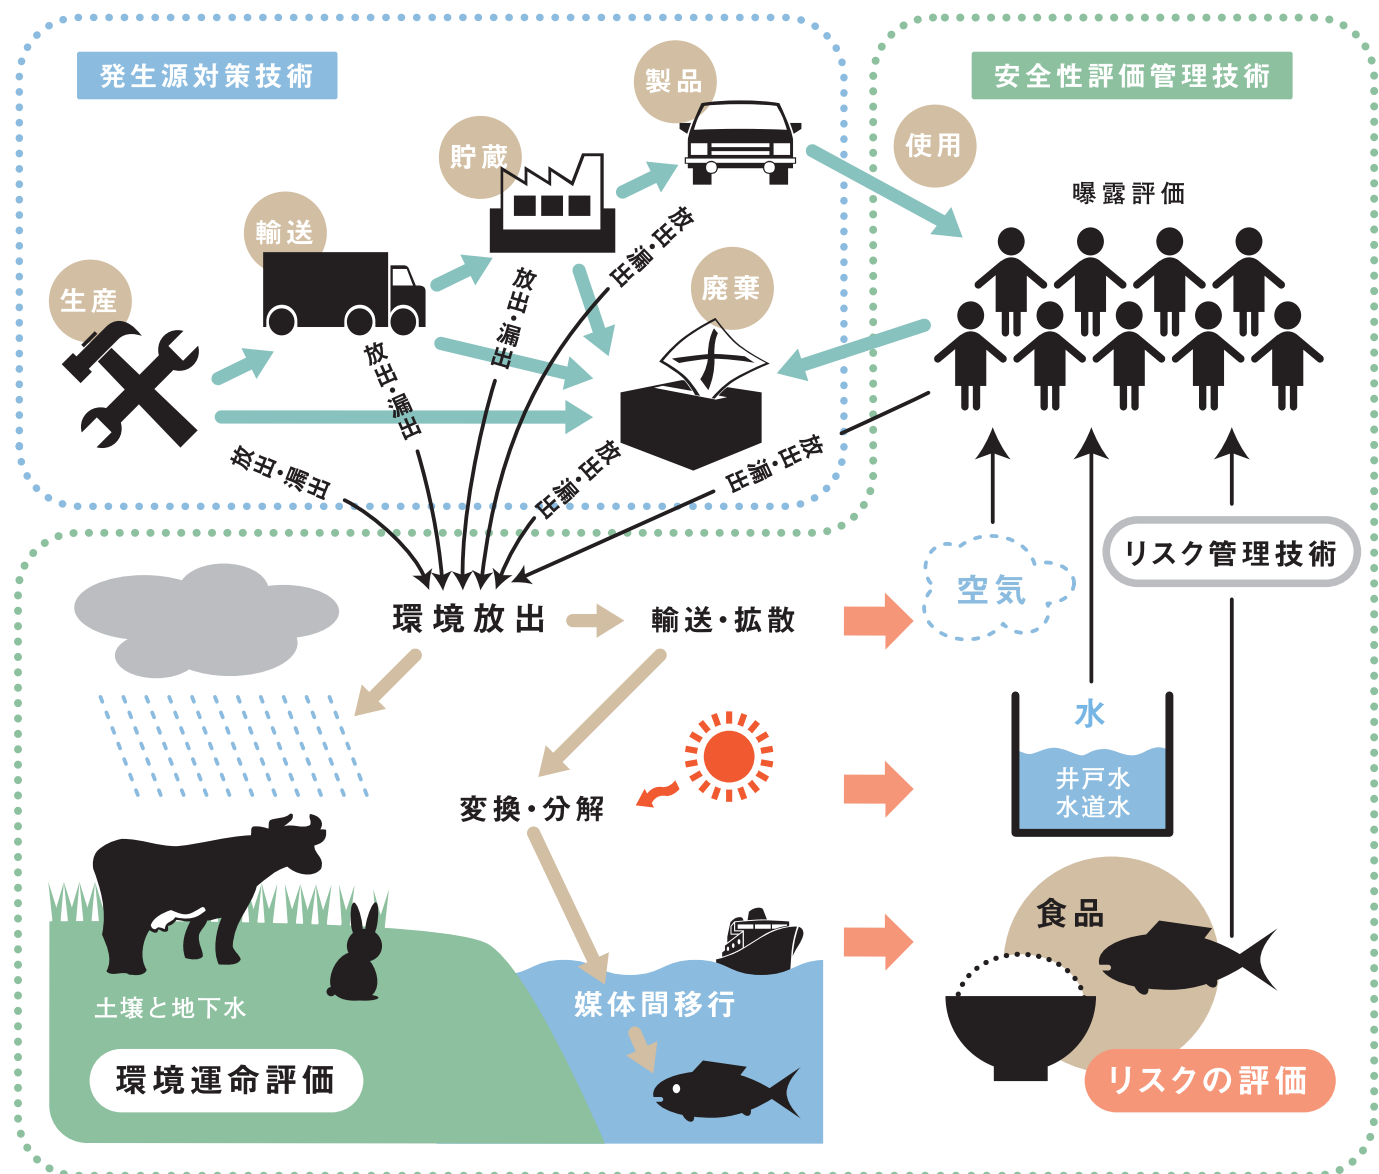 発生源対策技術
安全性評価管理技術
製品
使用
貯蔵
曝露評価
輸送
廃棄
生産
放出・漏出
放出・漏出
放出・漏出
放出・漏出
放出・漏出
放出・漏出
リスク管理技術
空気
環境放出
輸送・拡散
水
井戸水
水道水
変換・分解
食品
土壌と地下水
媒体間移行
環境運命評価
リスクの評価